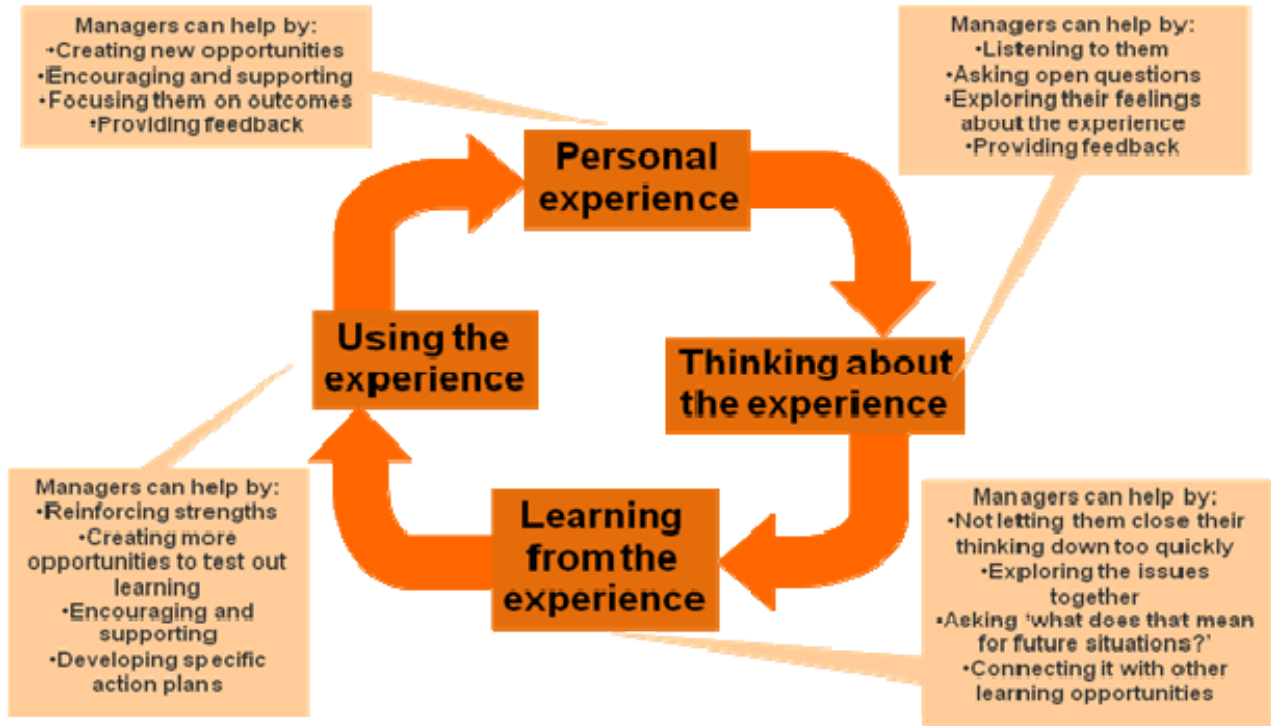 Managers can help by:
•Creating new opportunities
•Encouraging and supporting
•Focusing them on outcomes
•Providing feedback
Managers can help by:
•Listening to them
•Asking open questions
•Exploring their feelings
about the experience
•Providing feedback
Personal
experience
Thinking about
the experience
Learning
from the
experience
Using the
experience
Managers can help by:
•Not letting them close their
thinking down too quickly
•Exploring the issues
together
•Asking ‘what does that mean
for future situations?’
•Connecting it with other
learning opportunities
Managers can help by:
•Reinforcing strengths
•Creating more
opportunities to test out
learning
•Encouraging and
supporting
•Developing specific
action plans